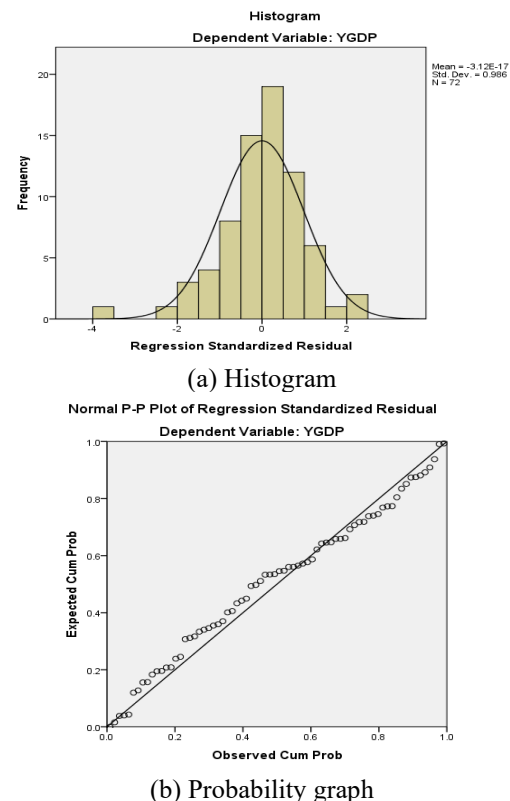 Histogram
Dependent Variable: YGDP
Mean = -3.12E-17
Std. Dev. = 0.986
N = 72
20
15
10
5
0
Frequency
-4 -2 0 2
Regression Standardized Residual
(a) Histogram
Normal P-P Plot of Regression Standardized Residual
Dependent Variable: YGDP
1.0
0.8
0.6
0.4
0.2
0.0
Expected Cum Prob
0.0 0.2 0.4 0.6 0.8 1.0
Observed Cum Prob
(b) Probability graph